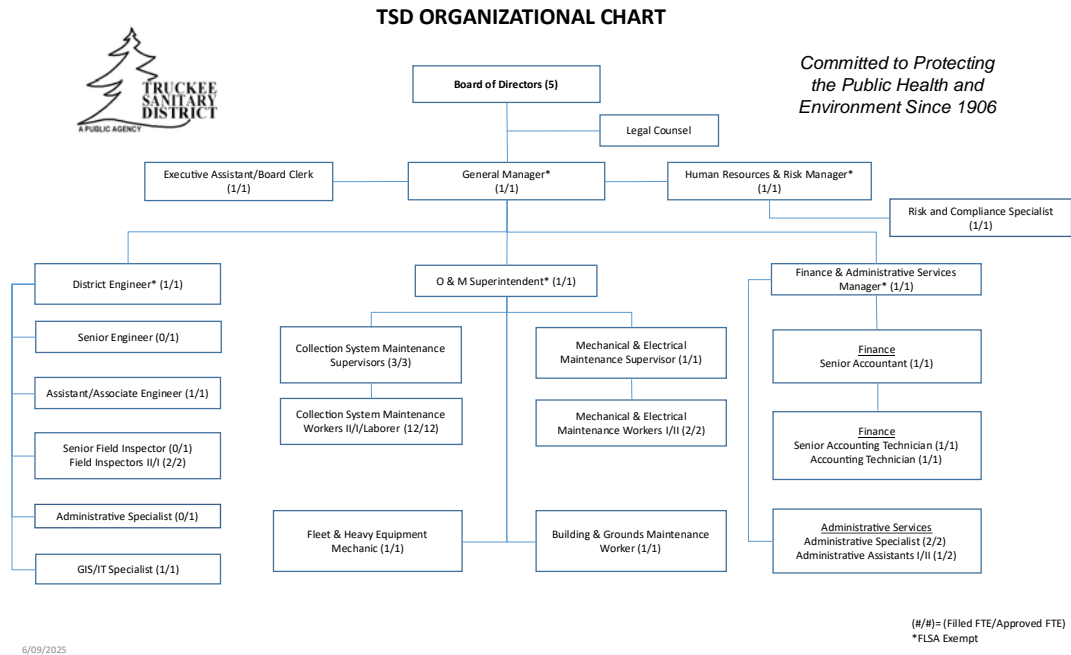 TSD ORGANIZATIONAL CHART
TRUCKEE
SANITARY
DISTRICT
A PUBLIC AGENCY
Committed to Protecting
the Public Health and
Environment Since 1906
Board of Directors (5)
Legal Counsel
Executive Assistant/Board Clerk
(1/1)
General Manager*
(1/1)
Human Resources & Risk Manager*
(1/1)
Risk and Compliance Specialist
(1/1)
District Engineer* (1/1)
O & M Superintendent* (1/1)
Finance & Administrative Services
Manager* (1/1)
Senior Engineer (0/1)
Assistant/Associate Engineer (1/1)
Senior Field Inspector (0/1)
Field Inspectors II/I (2/2)
Administrative Specialist (0/1)
GIS/IT Specialist (1/1)
Collection System Maintenance
Supervisors (3/3)
Collection System Maintenance
Workers II/I/Laborer (12/12)
Mechanical & Electrical
Maintenance Supervisor (1/1)
Mechanical & Electrical
Maintenance Workers I/II (2/2)
Fleet & Heavy Equipment
Mechanic (1/1)
Building & Grounds Maintenance
Worker (1/1)
Finance
Senior Accountant (1/1)
Finance
Senior Accounting Technician (1/1)
Accounting Technician (1/1)
Administrative Services
Administrative Specialist (2/2)
Administrative Assistants I/II (1/2)
(#/#)= (Filled FTE/Approved FTE)
*FLSA Exempt
6/09/2025